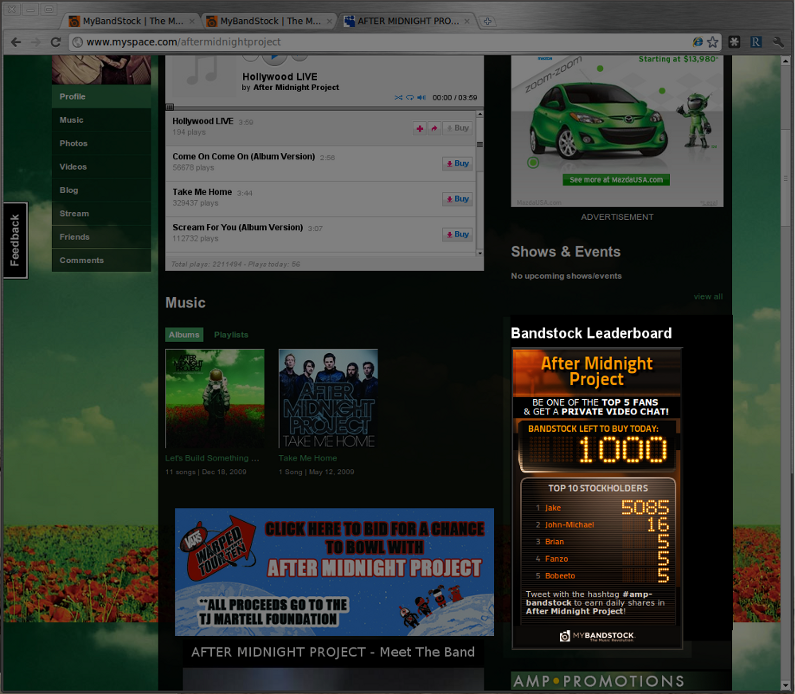 MyBandStock | The M...
MyBandStock | The M...
AFTER MIDNIGHT PRO...
www.myspace.com/aftermidnightproject
Profile
Music
Photos
Videos
Blog
Stream
Friends
Comments
Feedback
Hollywood LIVE
by After Midnight Project
00:00 / 03:59
Hollywood LIVE 3:59
194 plays
Buy
Come On Come On (Album Version) 2:56
Buy
Take Me Home 3:44
329437 plays
Buy
Scream For You (Album Version) 3:07
112732 plays
Buy
Music
Albums Playlists
AFTER
MIDNIGHT
PROJECT
TAKE ME HOME
Let's Build Something ...
11 songs | Dec 18, 2009
Take Me Home
1 Song | May 12, 2009
VANS
WARPED
TOUR TEN
CLICK HERE TO BID FOR A CHANCE
TO BOWL WITH
AFTER MIDNIGHT PROJECT
**ALL PROCEEDS GO TO THE
TJ MARTELL FOUNDATION
AFTER MIDNIGHT PROJECT - Meet The Band
mazda
Starting at $13,980*
zoom-zoom
See more at MazdaUSA.com
MazdaUSA.com
ADVERTISEMENT
Shows & Events
No upcoming shows/events
view all
Bandstock Leaderboard
After Midnight
Project
BE ONE OF THE TOP 5 FANS
& GET A PRIVATE VIDEO CHAT!
BANDSTOCK LEFT TO BUY TODAY:
1000
TOP 10 STOCKHOLDERS
1 Jake 5085
2 John-Michael 16
3 Brian 5
4 Fanzo 5
5 Bobeeto 5
Tweet with the hashtag #amp-
bandstock to earn daily shares in
After Midnight Project!
MYBANDSTOCK
The Music Revolution
AMP•PROMOTIONS